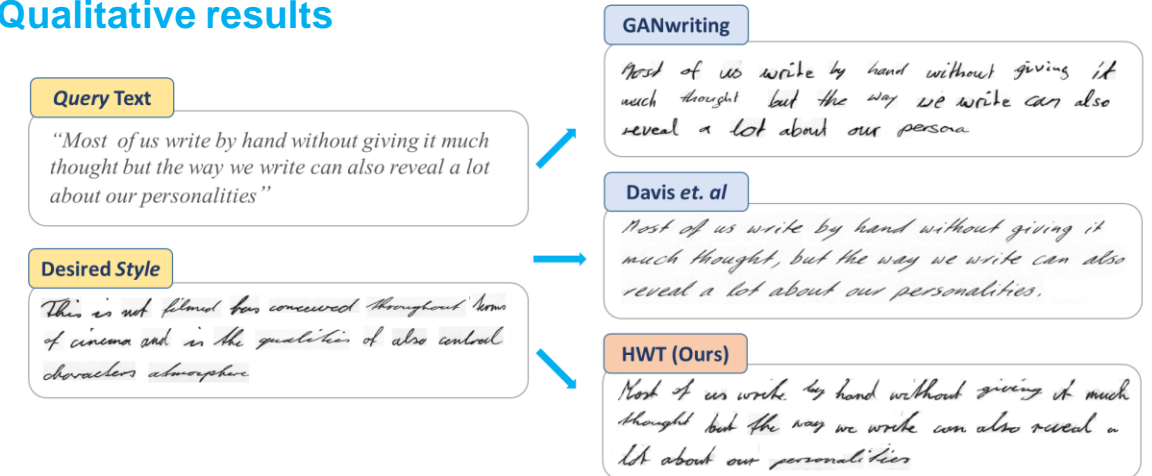 Qualitative results
Query Text
“Most of us write by hand without giving it much
thought but the way we write can also reveal a lot
about our personalities”
Desired Style
This is not filmed has conceived throughout terms
of cinema and in the qualities of also control
characters atmosphere
GANwriting
Most of us write by hand without giving it
much thought but the way we write can also
reveal a lot about our persona
Davis et. al
Most of us write by hand without giving it
much thought, but the way we write can also
reveal a lot about our personalities.
HWT (Ours)
Most of us write by hand without giving it much
thought but the way we write can also reveal a
lot about our personalities